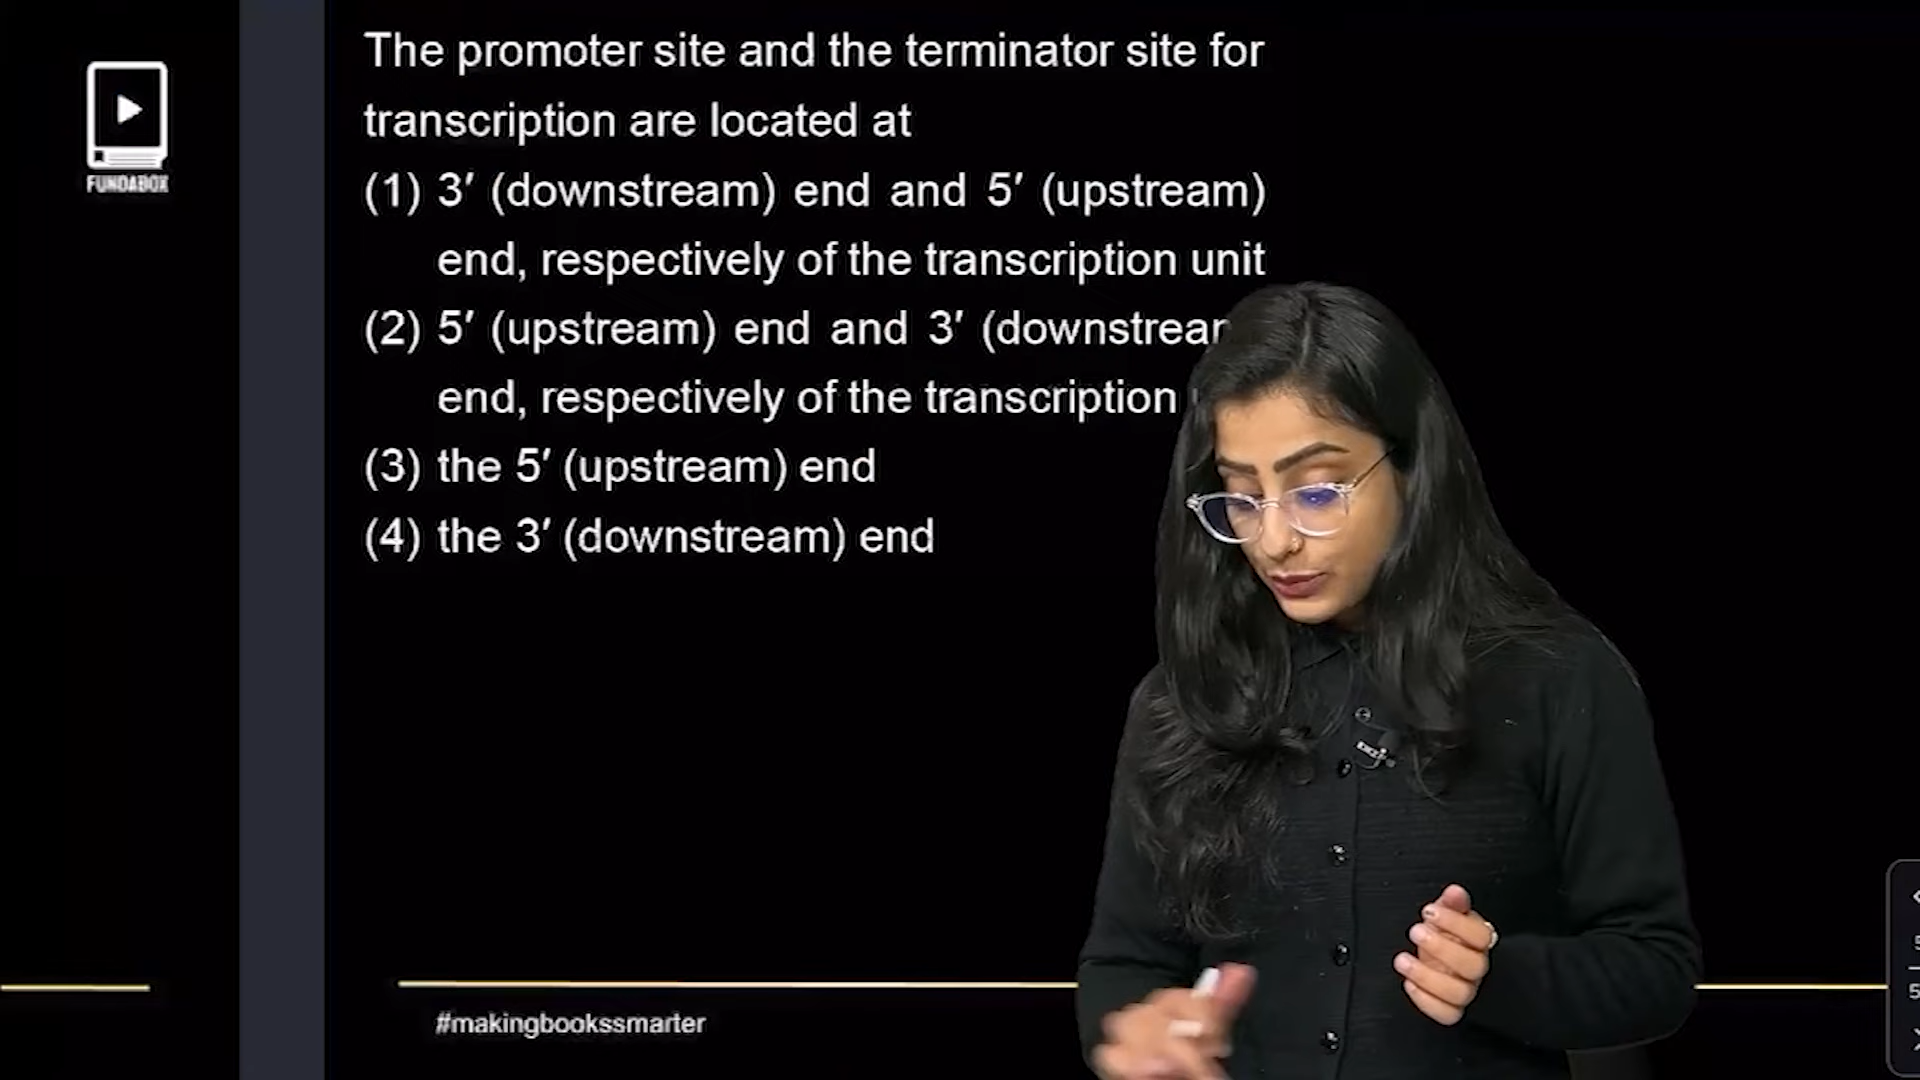 FUNDABOX
The promoter site and the terminator site for
transcription are located at
(1) 3′ (downstream) end and 5′ (upstream)
end, respectively of the transcription unit
(2) 5′ (upstream) end and 3′
end, respectively of the transcription
(3) the 5′ (upstream) end
(4) the 3′ (downstream) end
#makingbookssmarter